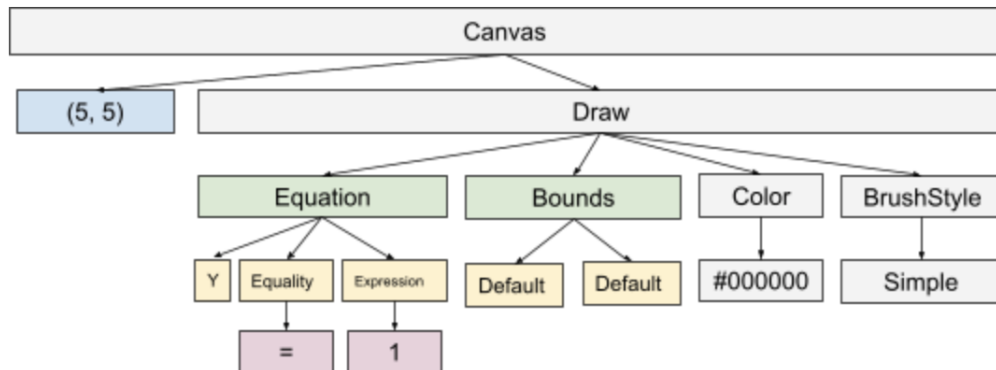 Canvas
(5, 5)
Draw
Equation
Bounds
Color
BrushStyle
Y
Equality
Expression
Default
Default
#000000
Simple
=
1